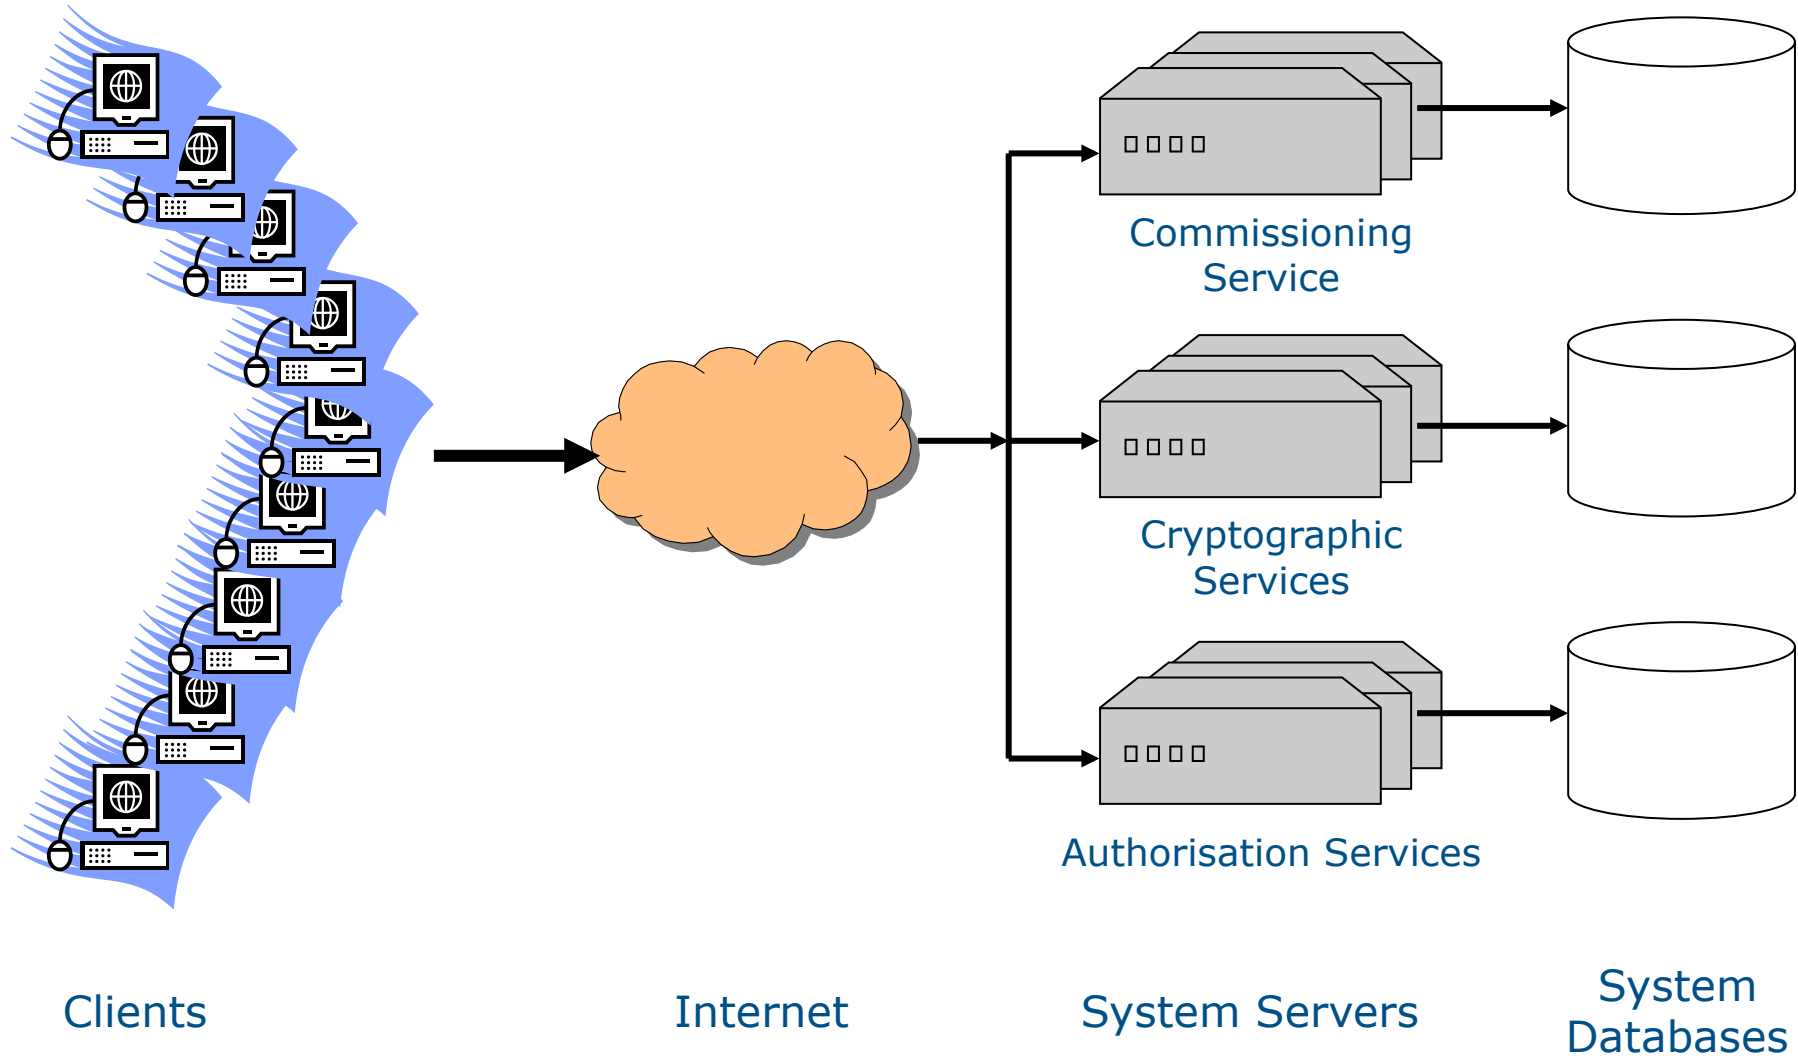 Commissioning
Service
Cryptographic
Services
Authorisation Services
Clients
Internet
System Servers
System
Databases